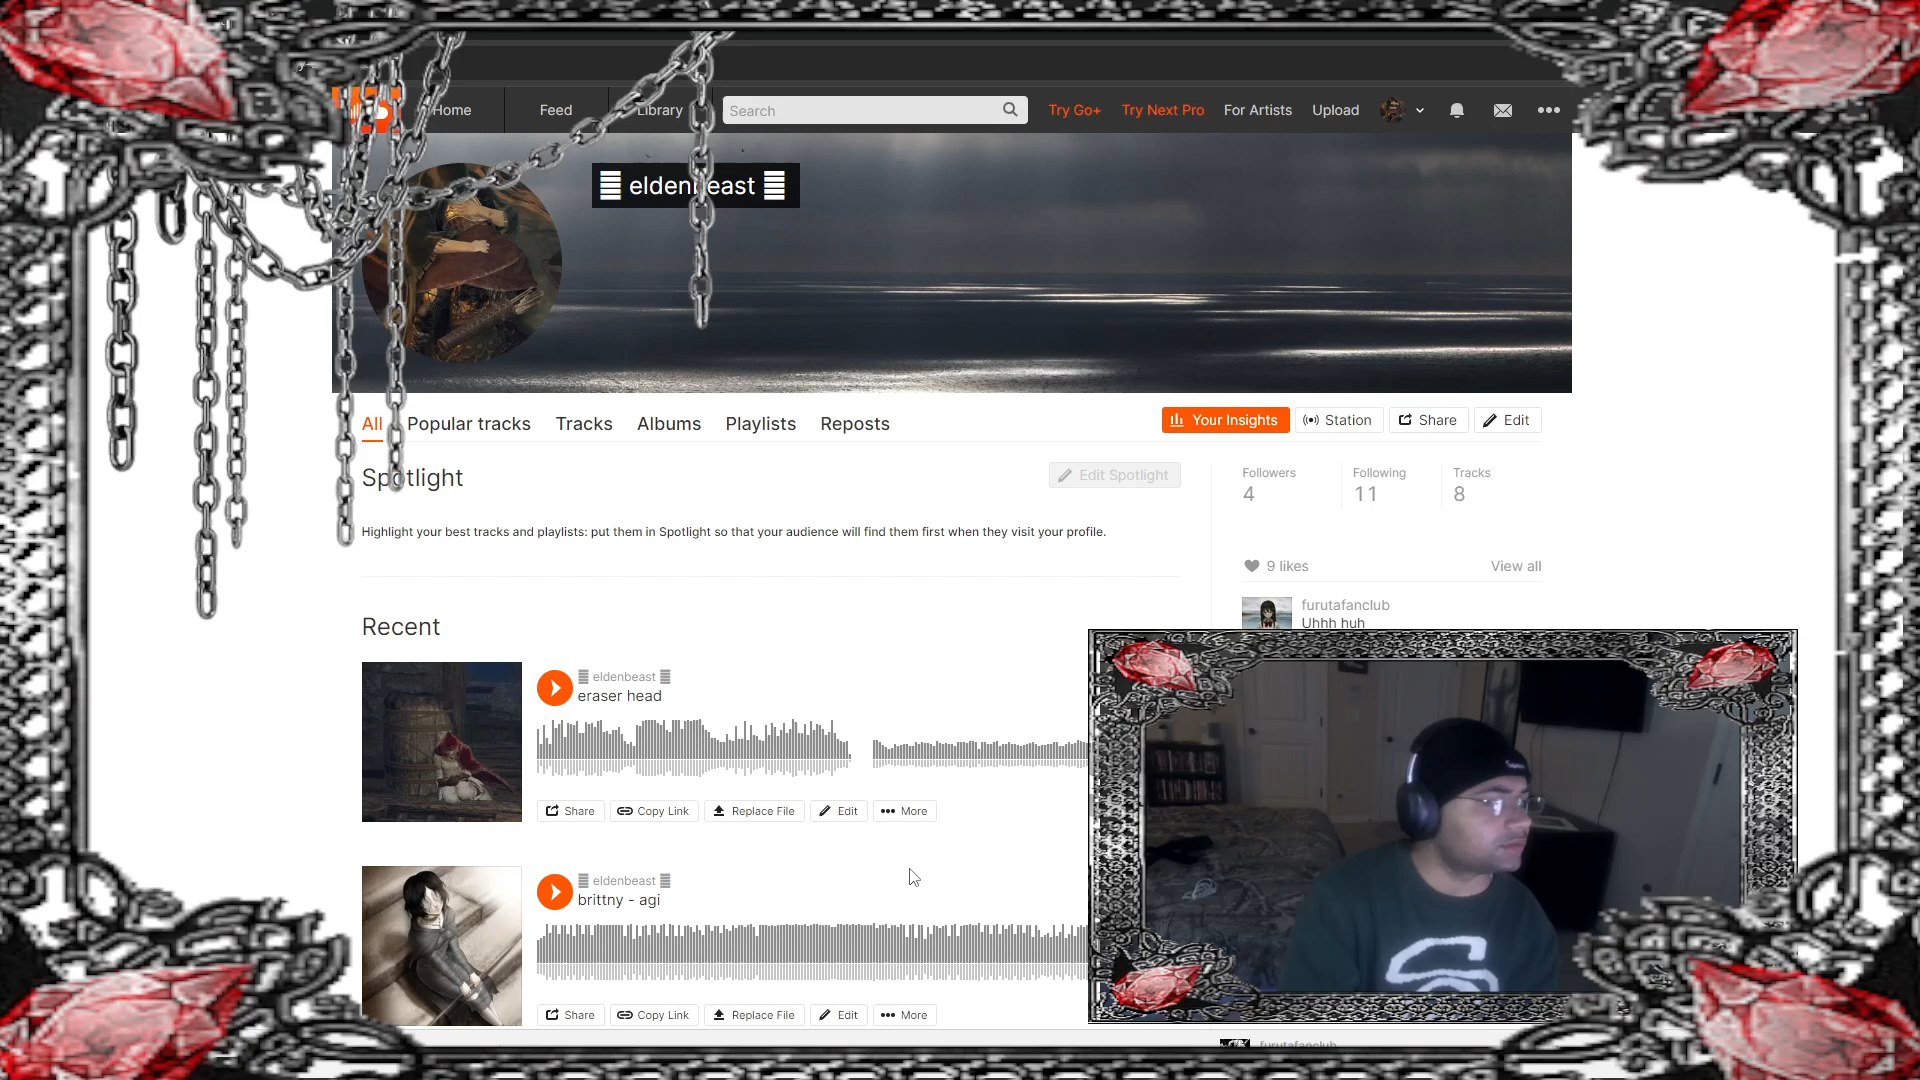 Home
Feed
Library
Search
Try Go+
Try Next Pro
For Artists
Upload
eldenbeast
All
Popular tracks
Tracks
Albums
Playlists
Reposts
Your Insights
Station
Share
Edit
Spotlight
Edit Spotlight
Highlight your best tracks and playlists: put them in Spotlight so that your audience will find them first when they visit your profile.
Followers
4
Following
11
Tracks
8
9 likes
View all
furutafanclub
Uhhh huh
Recent
eldenbeast
eraser head
Share
Copy Link
Replace File
Edit
More
eldenbeast
brittny - agi
Share
Copy Link
Replace File
Edit
More
furutafanclub